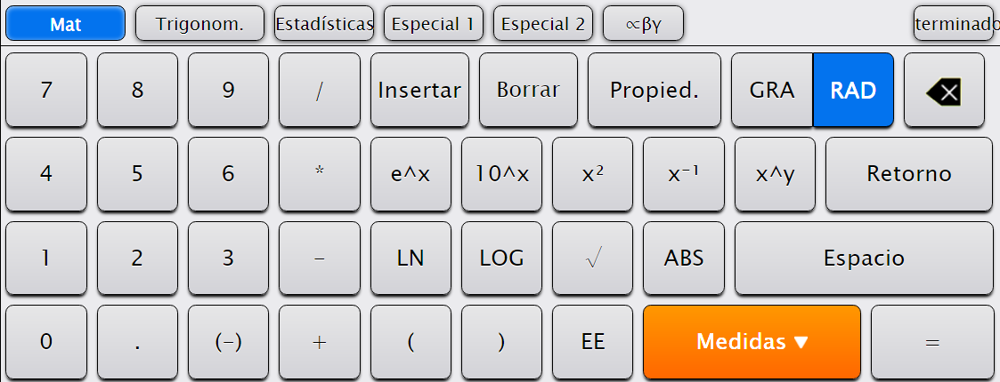 Mat Trigonom. Estadísticas Especial 1 Especial 2 ∝βγ terminado
7 8 9 / Insertar Borrar Propied. GRA RAD
4 5 6 * e^x 10^x x² x⁻¹ x^y Retorno
1 2 3 - LN LOG √ ABS Espacio
0 . (-) + ( ) EE Medidas ▼ =